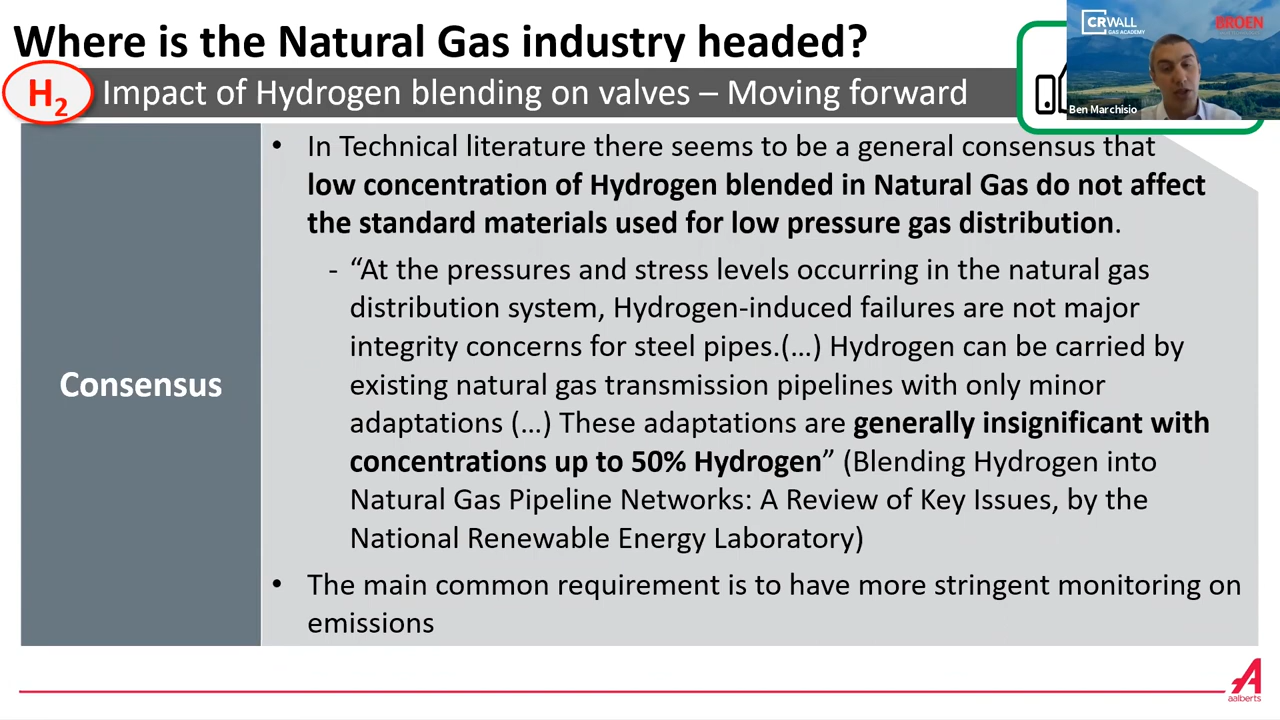 Where is the Natural Gas industry headed?
H2
Impact of Hydrogen blending on valves – Moving forward
CRWALL
GAS ACADEMY
BROEN
Ben Marchisio
Consensus
• In Technical literature there seems to be a general consensus that
low concentration of Hydrogen blended in Natural Gas do not affect
the standard materials used for low pressure gas distribution.
- “At the pressures and stress levels occurring in the natural gas
distribution system, Hydrogen-induced failures are not major
integrity concerns for steel pipes.(…) Hydrogen can be carried by
existing natural gas transmission pipelines with only minor
adaptations (…) These adaptations are generally insignificant with
concentrations up to 50% Hydrogen” (Blending Hydrogen into
Natural Gas Pipeline Networks: A Review of Key Issues, by the
National Renewable Energy Laboratory)
• The main common requirement is to have more stringent monitoring on
emissions
aalberts